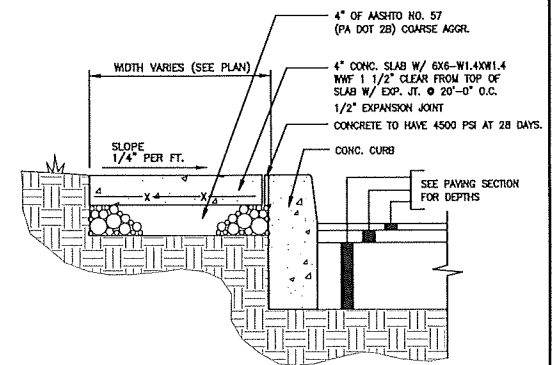 4" OF AASHTO NO. 57
(PA DOT 2B) COARSE AGGR.
WIDTH VARIES (SEE PLAN)
4" CONC. SLAB W/ 6X6-W1.4XW1.4
WWF 1 1/2" CLEAR FROM TOP OF
SLAB W/ EXP. JT. @ 20'-0" O.C.
1/2" EXPANSION JOINT
CONCRETE TO HAVE 4500 PSI AT 28 DAYS.
SLOPE
1/4" PER FT.
CONC. CURB
X X
SEE PAVING SECTION
FOR DEPTHS